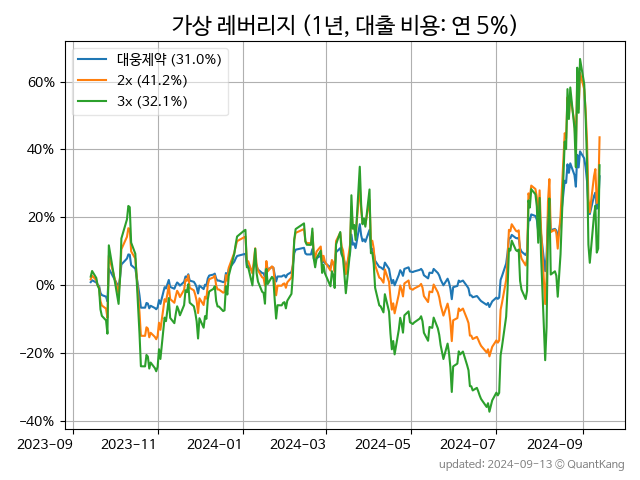 가상 레버리지 (1년, 대출 비용: 연 5%)
대웅제약 (31.0%)
2x (41.2%)
3x (32.1%)
60%
40%
20%
0%
−20%
−40%
2023-09
2023-11
2024-01
2024-03
2024-05
2024-07
2024-09
updated: 2024-09-13 © QuantKang